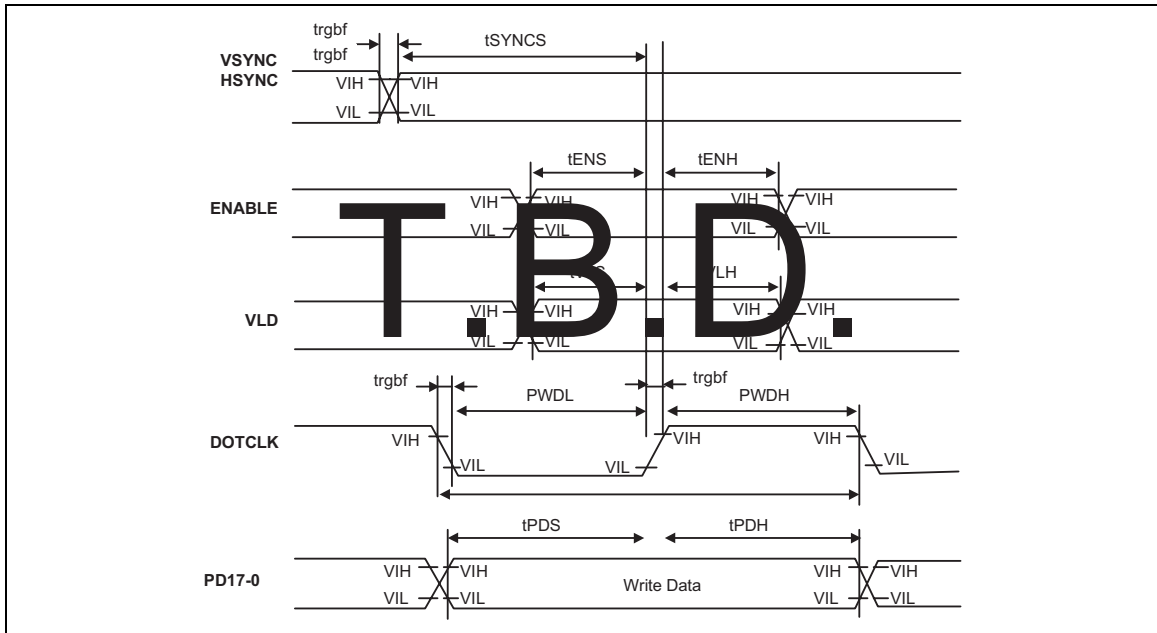 trgbf
trgbf
tSYNCS
VSYNC
HSYNC
VIH VIH
VIL VIL
tENS tENH
ENABLE
VIH VIH VIH VIH
VIL VIL VIL VIL
T.B.D.
VLD
VIH VIH VIH VIH
VIL VIL VIL VIL
trgbf trgbf
PWDL PWDH
DOTCLK
VIH VIH VIH
VIL VIL VIL
tPDS tPDH
PD17-0
VIH VIH VIH VIH
Write Data
VIL VIL VIL VIL